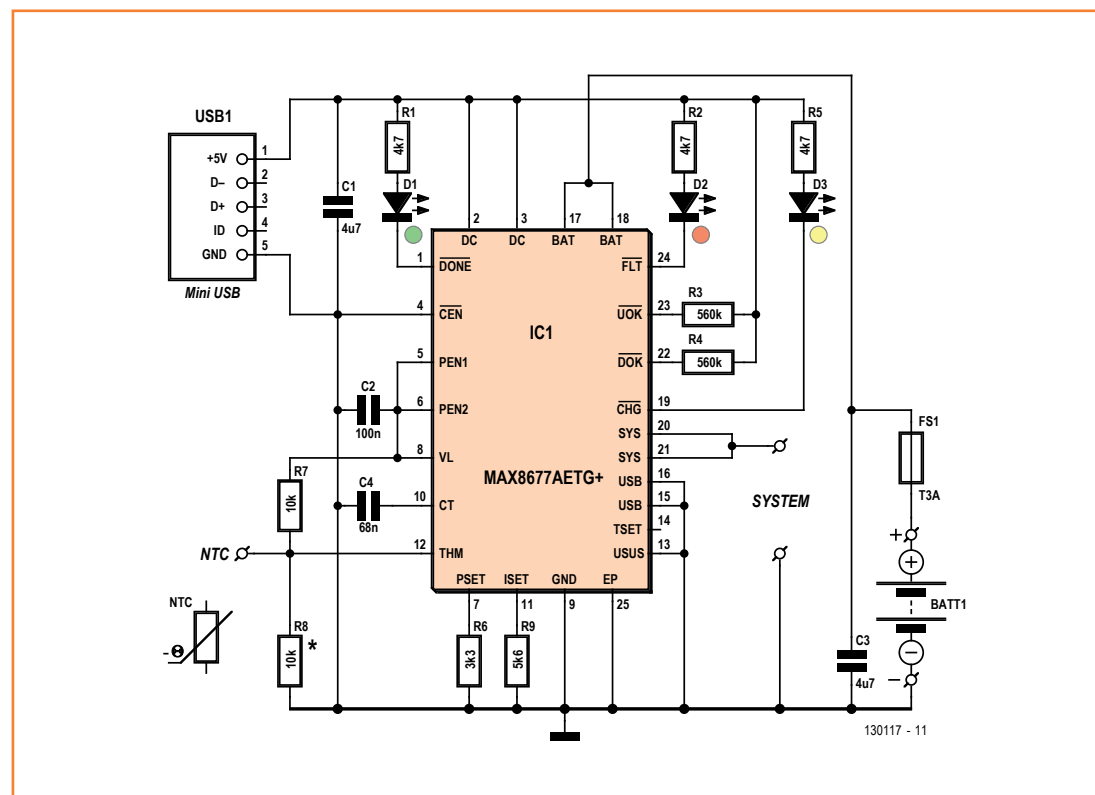 USB1
+5V 1
D– 2
D+ 3
ID 4
GND 5
Mini USB
C1
4u7
R1
4k7
D1
R2
4k7
D2
R5
4k7
D3
2 3 17 18
DC DC BAT BAT
1 DONE
FLT 24
4 CEN
UOK 23
R3
560k
IC1
R4
5 PEN1
DOK 22
560k
C2
100n
6 PEN2
CHG 19
SYS 20
8 VL
SYS 21
FS1
T3A
R7
10k
C4
68n
MAX8677AETG+
USB 16
10 CT
USB 15
SYSTEM
TSET 14
NTC
12 THM
USUS 13
+
+
PSET ISET GND EP
7 11 9 25
BATT1
NTC
-Θ
R8
10k
*
R6
3k3
R9
5k6
C3
4u7
–
–
130117 - 11